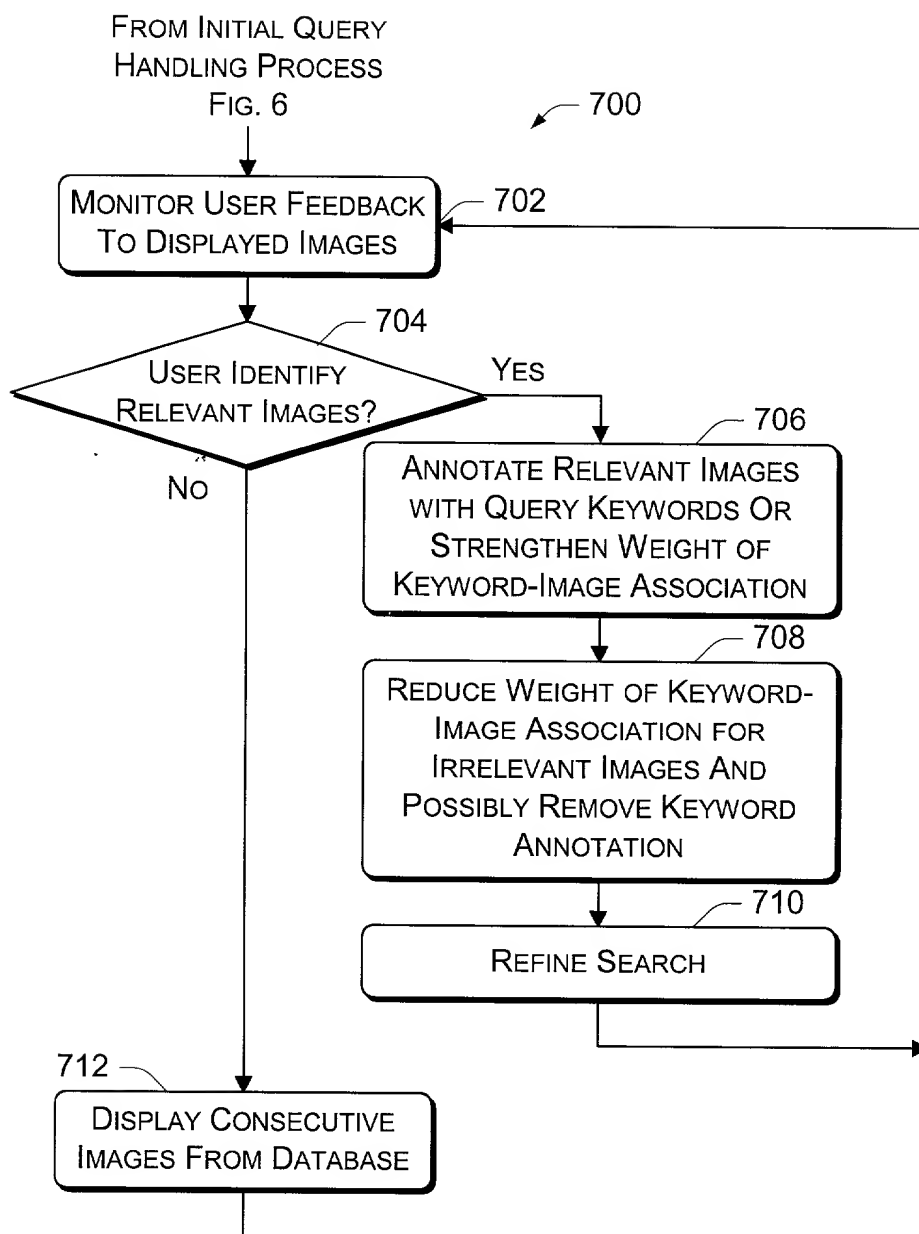 FROM INITIAL QUERY
HANDLING PROCESS
FIG. 6
700
MONITOR USER FEEDBACK
TO DISPLAYED IMAGES
702
704
USER IDENTIFY
RELEVANT IMAGES?
YES
NO
706
ANNOTATE RELEVANT IMAGES
WITH QUERY KEYWORDS OR
STRENGTHEN WEIGHT OF
KEYWORD-IMAGE ASSOCIATION
708
REDUCE WEIGHT OF KEYWORD-
IMAGE ASSOCIATION FOR
IRRELEVANT IMAGES AND
POSSIBLY REMOVE KEYWORD
ANNOTATION
710
REFINE SEARCH
712
DISPLAY CONSECUTIVE
IMAGES FROM DATABASE